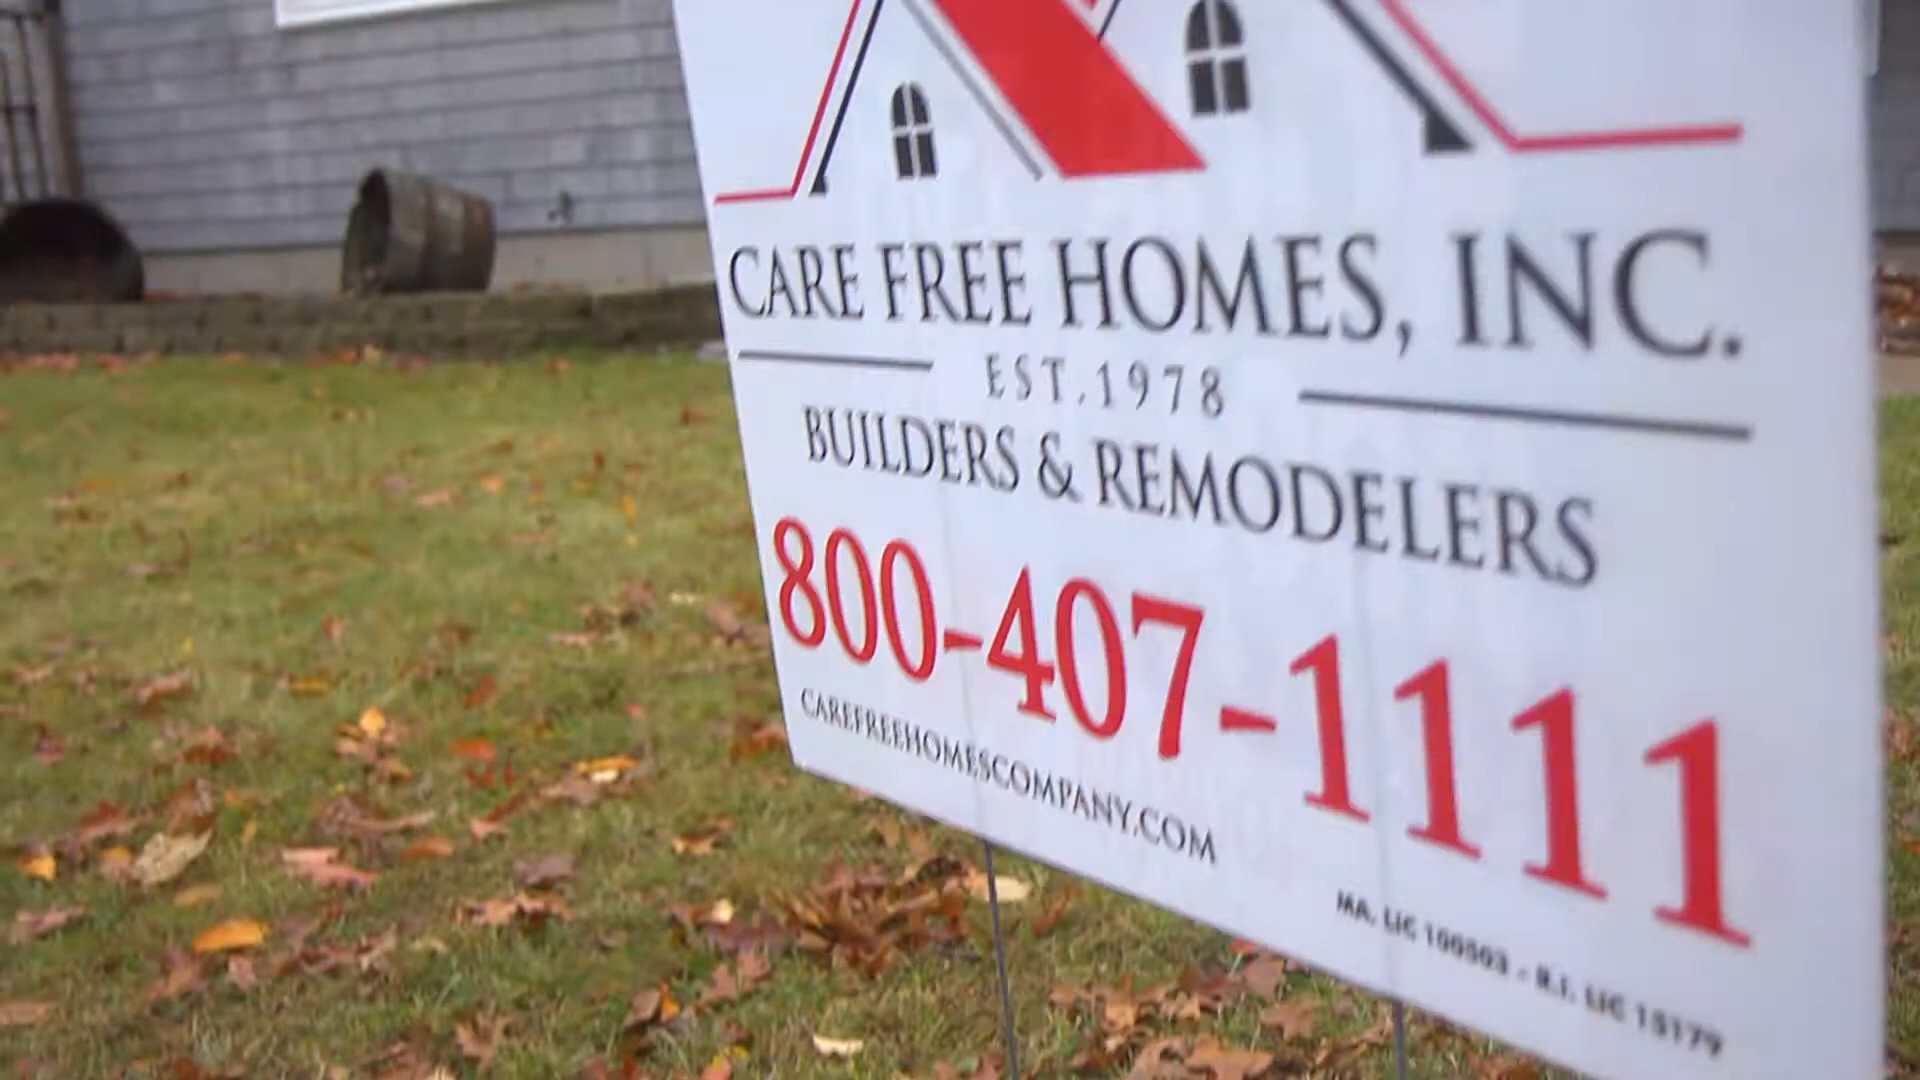 CARE FREE HOMES, INC.
EST.1978
BUILDERS & REMODELERS
800-407-1111
CAREFREEHOMESCOMPANY.COM
MA. LIC 100503 - R.I. LIC 15179